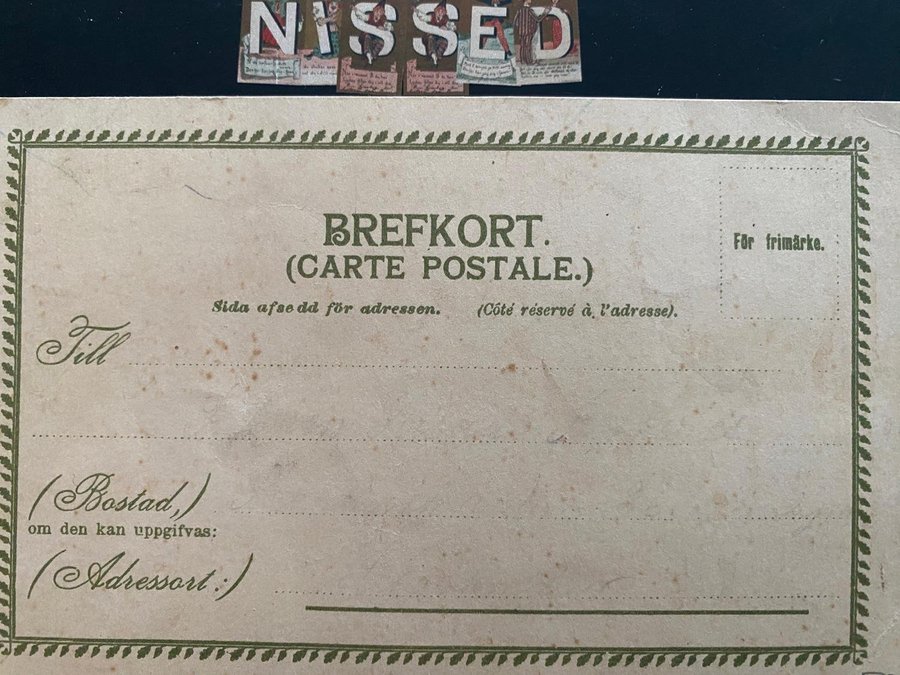 NISSED
BREFKORT.
(CARTE POSTALE.)
För frimärke.
Sida afsedd för adressen. (Côté réservé à l'adresse).
Till
(Bostad,)
om den kan uppgifvas:
(Adressort:)